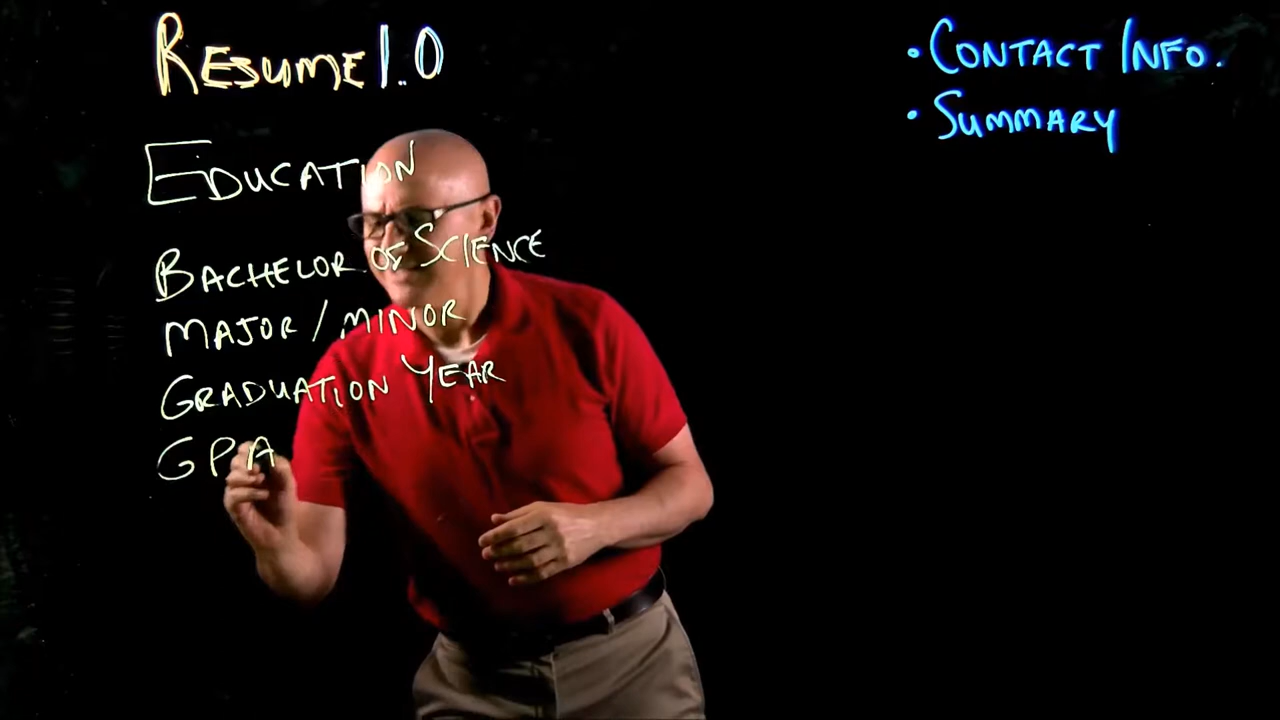 RESUME 1.0
EDUCATION
BACHELOR OF SCIENCE
MAJOR / MINOR
GRADUATION YEAR
GPA
• CONTACT INFO.
• SUMMARY